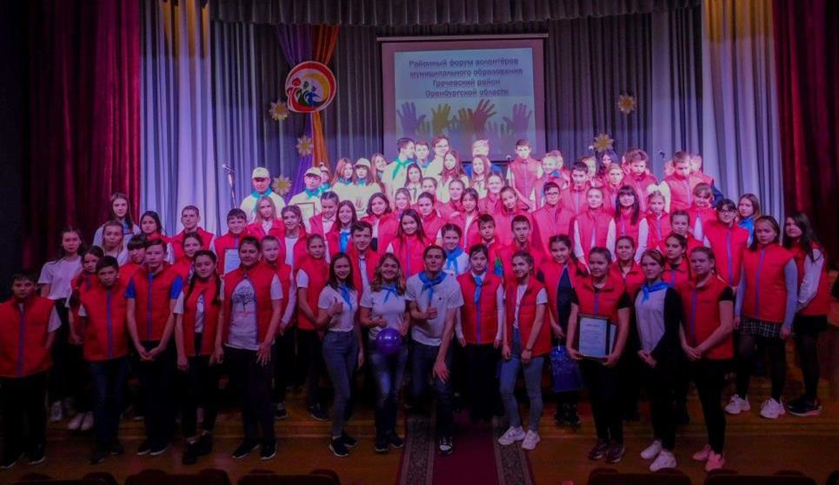 Районный форум волонтёров
муниципального образования
Грачевский район
Оренбургской области